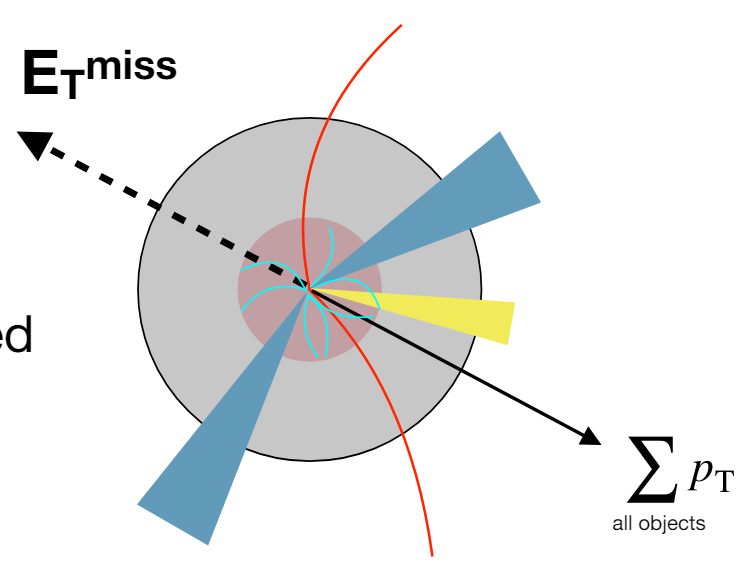 E_T^miss
ed
∑ p_T
all objects